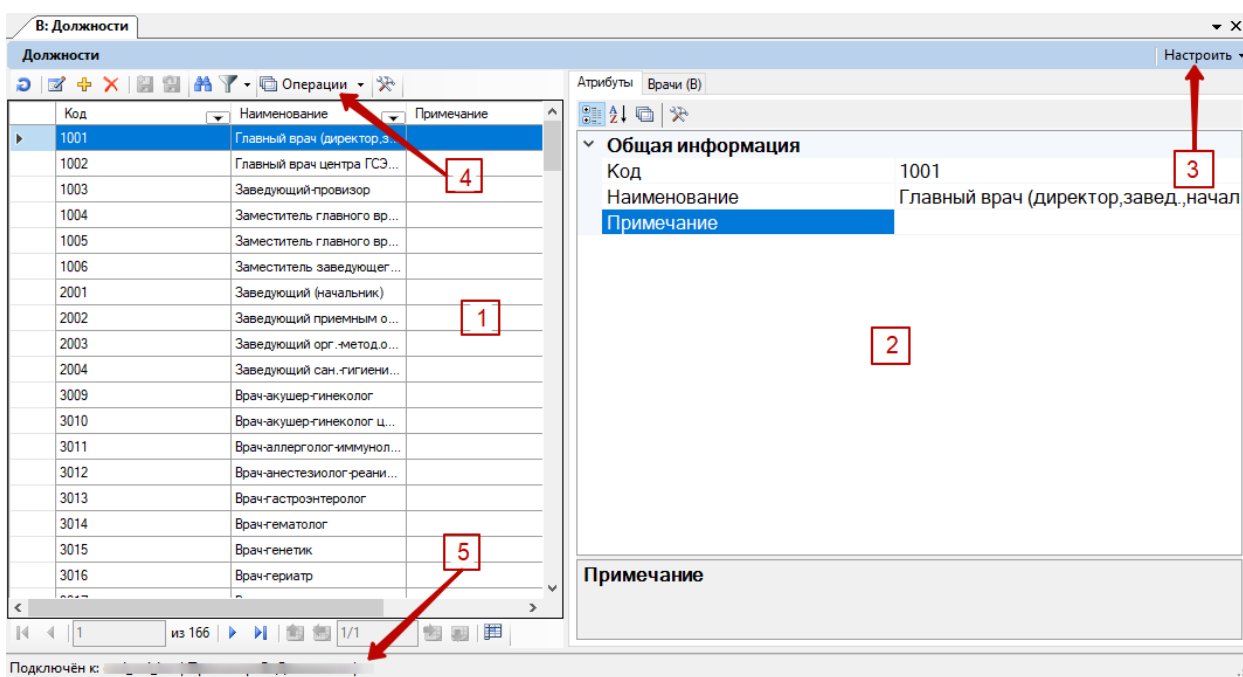 В: Должности
Должности
Настроить
Операции
Атрибуты Врачи (В)
Код Наименование Примечание
1001 Главный врач (директор,з...
1002 Главный врач центра ГСЭ...
1003 Заведующий-провизор
1004 Заместитель главного вр...
1005 Заместитель главного вр...
1006 Заместитель заведующег...
2001 Заведующий (начальник)
2002 Заведующий приемным о...
2003 Заведующий орг.-метод.о...
2004 Заведующий сан.-гигиени...
3009 Врач-акушер-гинеколог
3010 Врач-акушер-гинеколог ц...
3011 Врач-аллерголог-иммунол...
3012 Врач-анестезиолог-реани...
3013 Врач-гастроэнтеролог
3014 Врач-гематолог
3015 Врач-генетик
3016 Врач-гериатр
4
1
5
1 из 166 1/1
Общая информация
Код 1001
Наименование Главный врач (директор,завед.,начал
Примечание
3
2
Примечание
Подключён к: